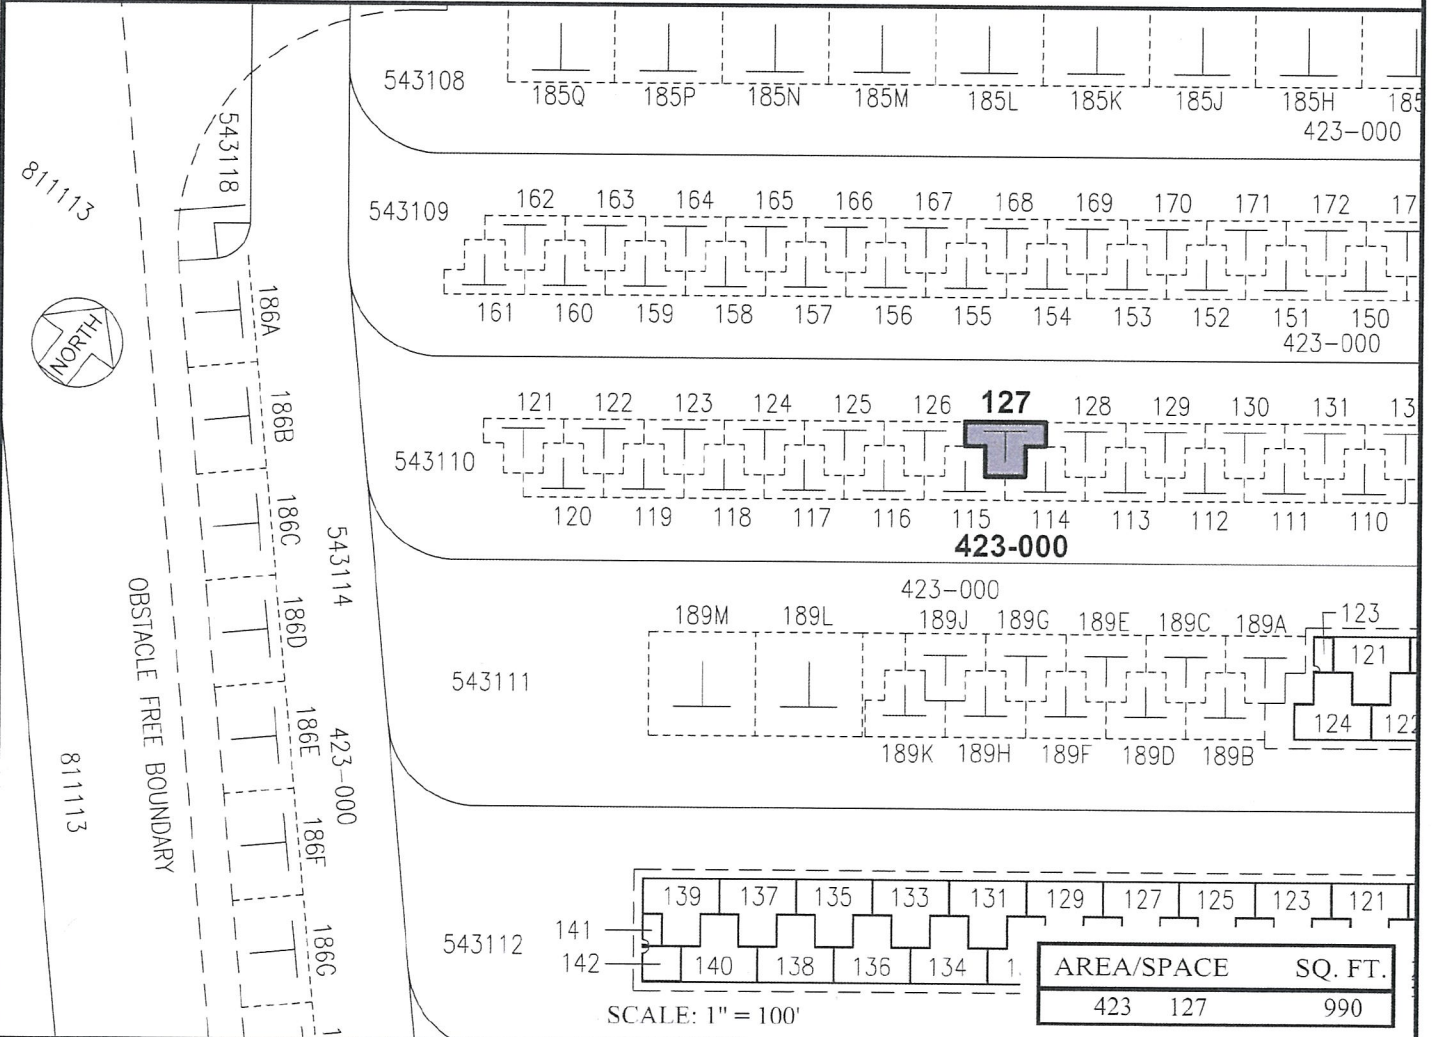 543108
185Q 185P 185N 185M 185L 185K 185J 185H 185
423-000
543118
811113
543109
162 163 164 165 166 167 168 169 170 171 172 17
161 160 159 158 157 156 155 154 153 152 151 150
423-000
NORTH
186A
186B
186C
186D
186E
186F
186G
1
543114
423-000
OBSTACLE FREE BOUNDARY
811113
121 122 123 124 125 126 127 128 129 130 131 13
543110
120 119 118 117 116 115 114 113 112 111 110
423-000
423-000
189M 189L 189J 189G 189E 189C 189A 123
121
543111
124 122
189K 189H 189F 189D 189B
139 137 135 133 131 129 127 125 123 121
543112
141
142 140 138 136 134 1
SCALE: 1" = 100'
AREA/SPACE SQ. FT.
423 127 990